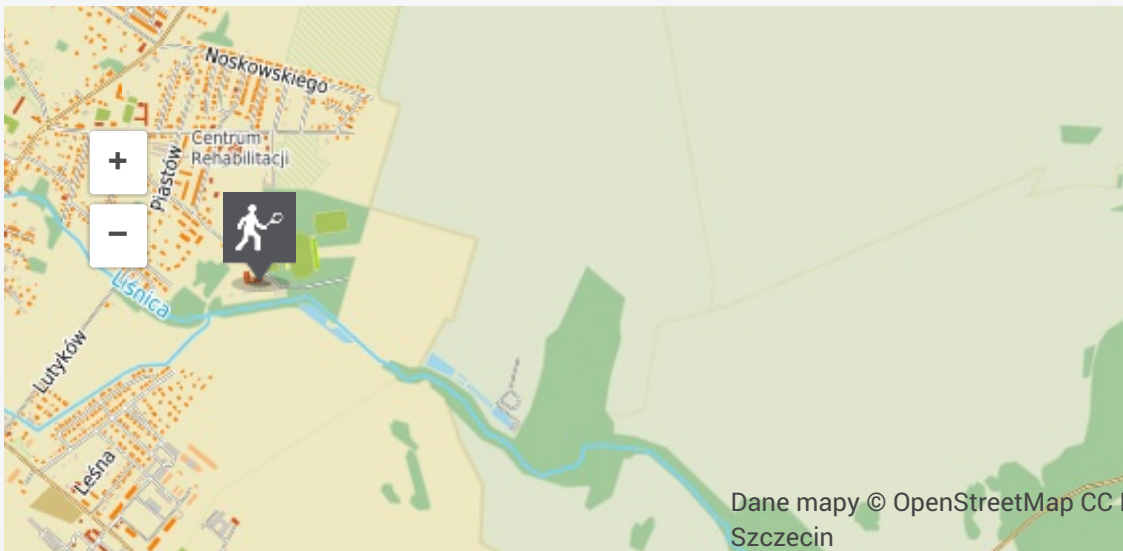 Noskowskiego
Centrum
Rehabilitacji
+
Piastów
−
Liśnica
Lutyków
Leśna
Dane mapy © OpenStreetMap CC
Szczecin